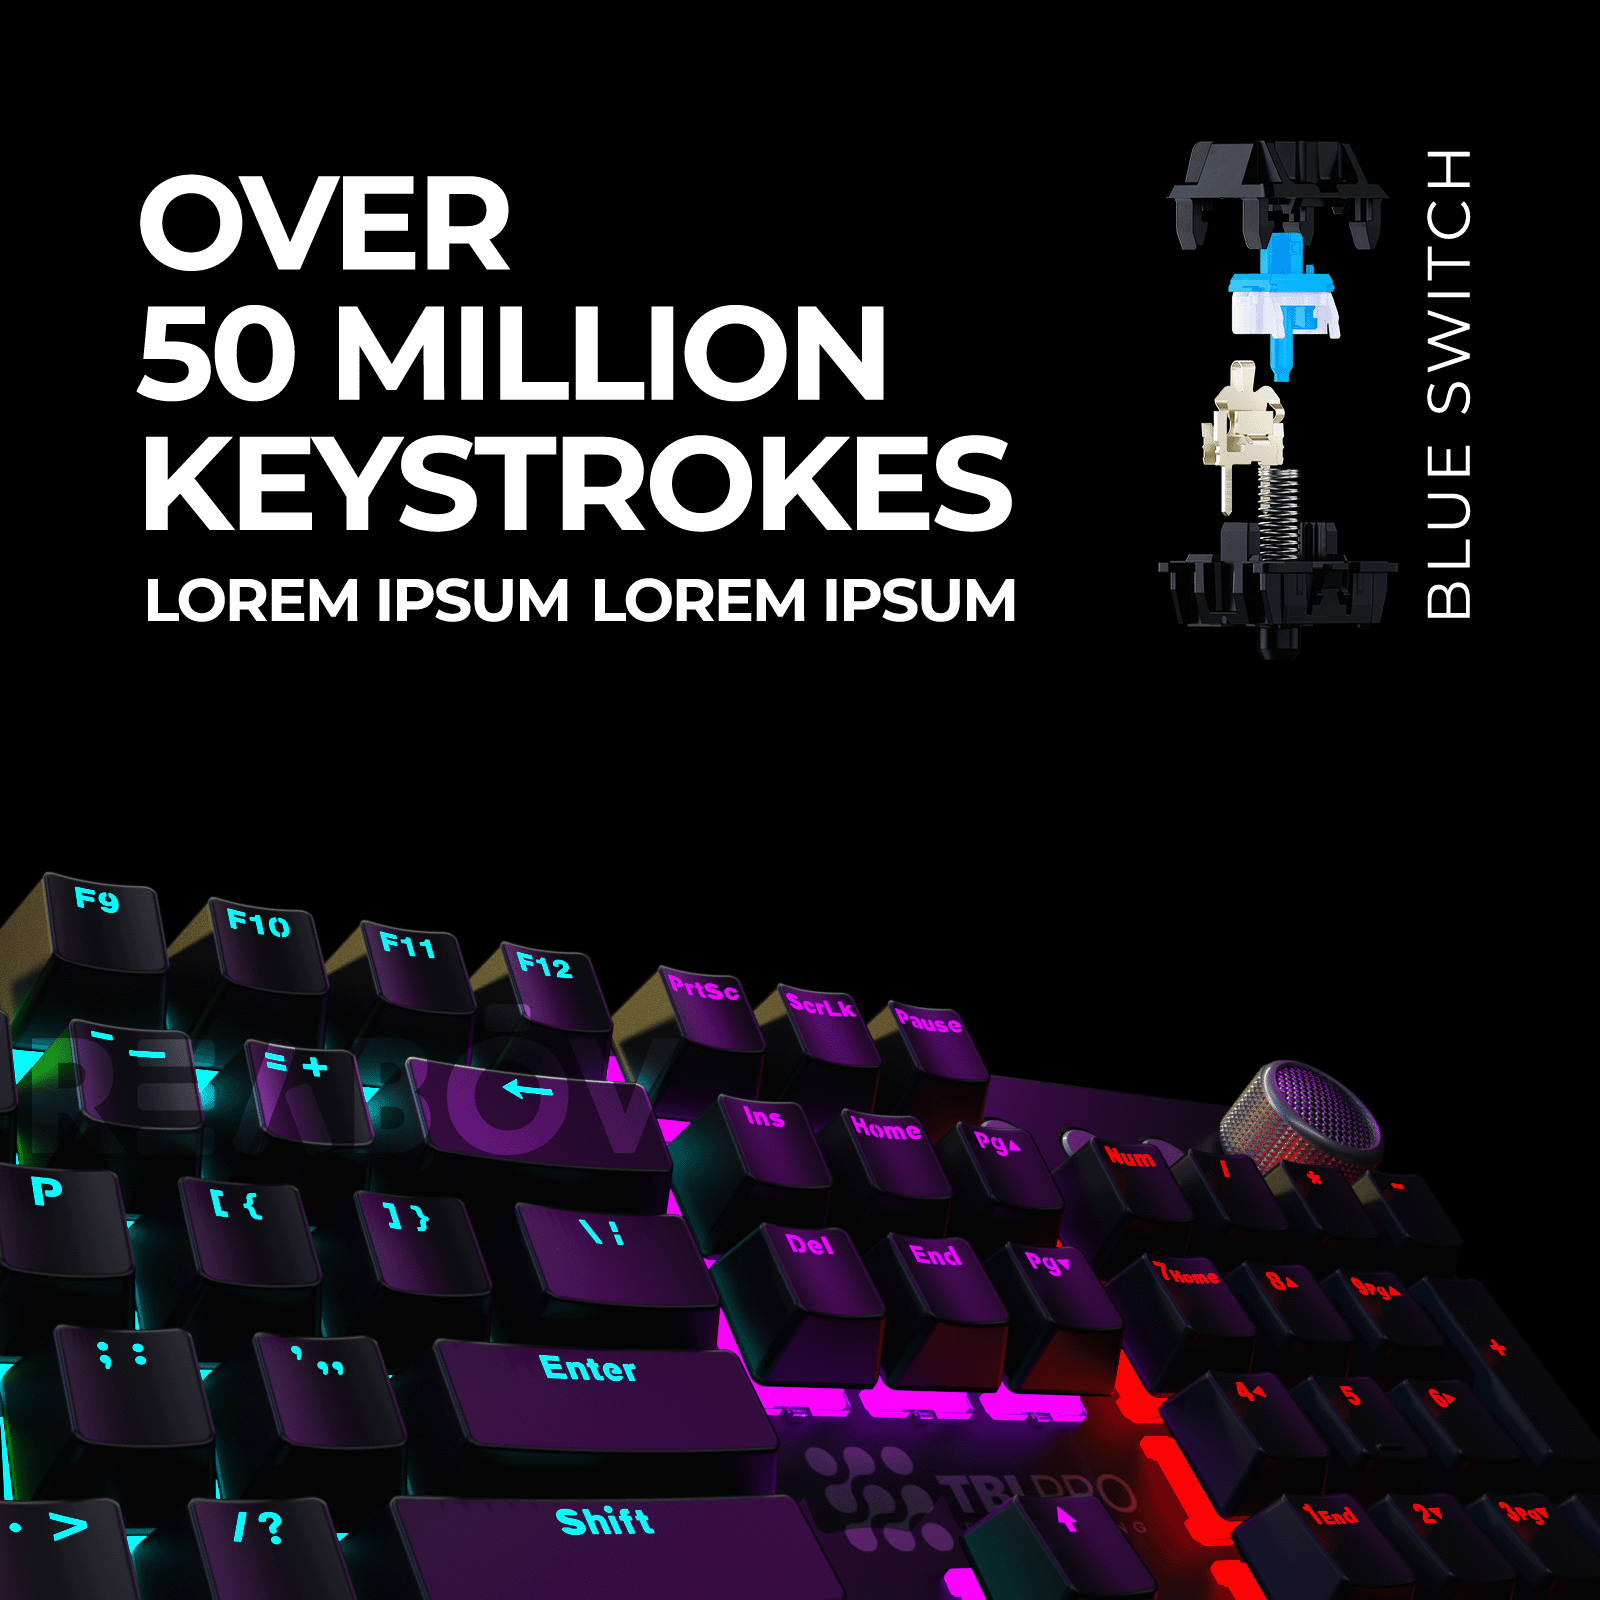 OVER
50 MILLION
KEYSTROKES
LOREM IPSUM LOREM IPSUM
BLUE SWITCH
F9 F10 F11 F12 PrtSc ScrLk Pause
- — = + ← Ins Home Pg▲ Num / * -
P [ { ] } \ ¦ Del End Pg▼ 7Home 8▲ 9Pg▲ +
; : ' ,, Enter 4◄ 5 6►
. > / ? Shift ↑ 1End 2▼ 3Pg▼